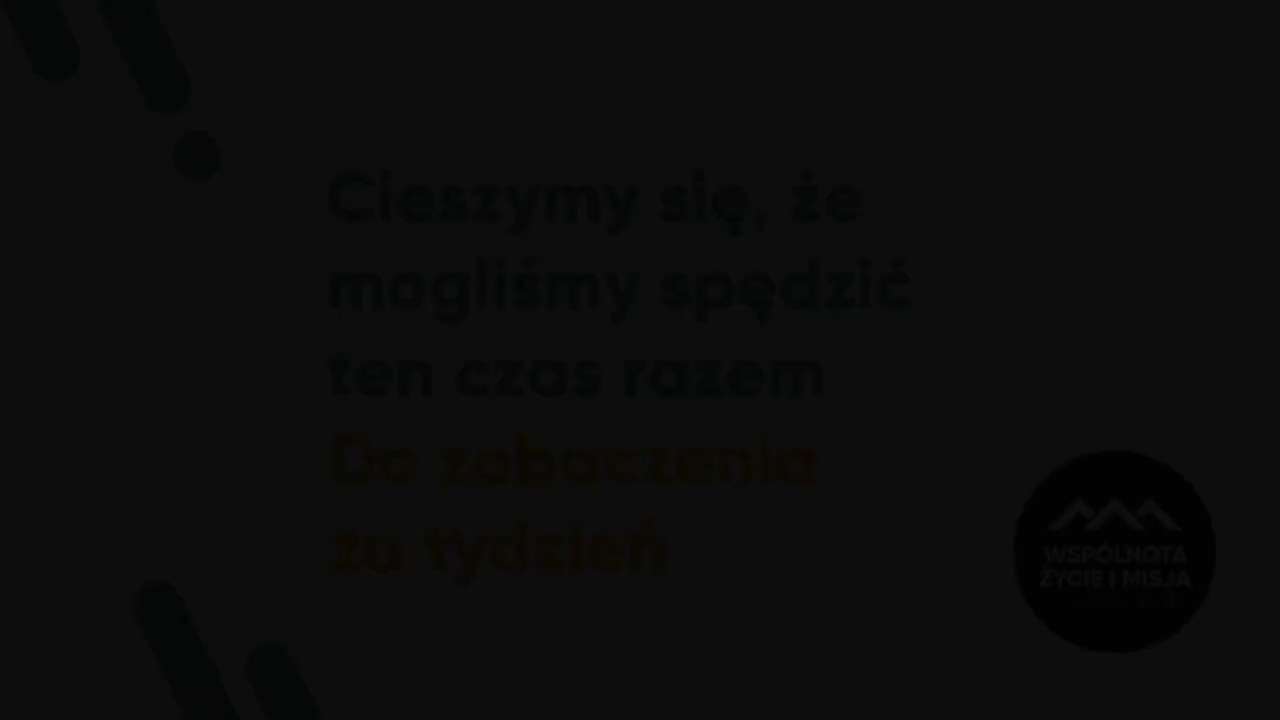 Cieszymy się, że
mogliśmy spędzić
ten czas razem
Do zobaczenia
za tydzień
WSPÓLNOTA
ŻYCIE I MISJA